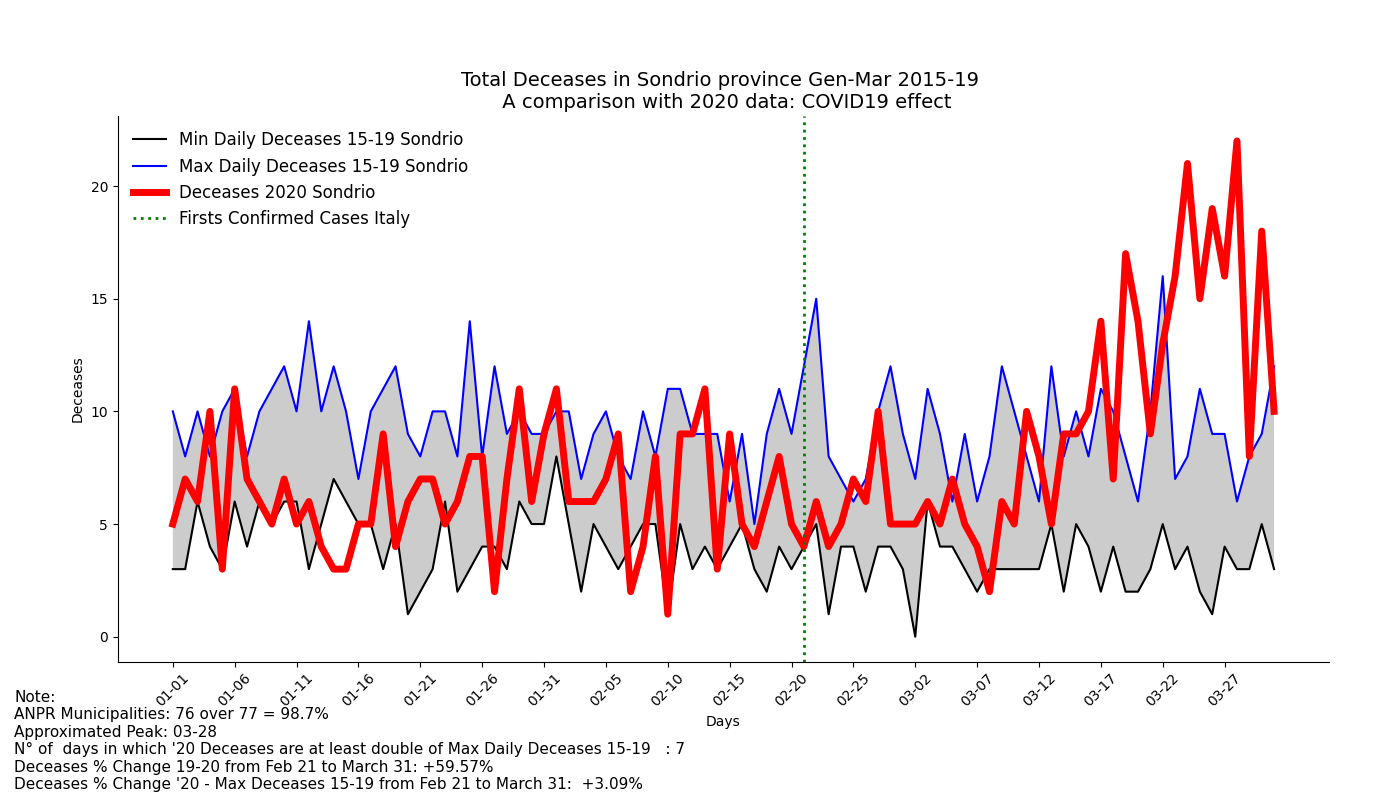 Total Deceases in Sondrio province Gen-Mar 2015-19
A comparison with 2020 data: COVID19 effect
Min Daily Deceases 15-19 Sondrio
Max Daily Deceases 15-19 Sondrio
Deceases 2020 Sondrio
Firsts Confirmed Cases Italy
Deceases
20
15
10
5
0
01-01
01-06
01-11
01-16
01-21
01-26
01-31
02-05
02-10
02-15
02-20
02-25
03-02
03-07
03-12
03-17
03-22
03-27
Days
Note:
ANPR Municipalities: 76 over 77 = 98.7%
Approximated Peak: 03-28
N° of  days in which '20 Deceases are at least double of Max Daily Deceases 15-19   : 7
Deceases % Change 19-20 from Feb 21 to March 31: +59.57%
Deceases % Change '20 - Max Deceases 15-19 from Feb 21 to March 31:  +3.09%